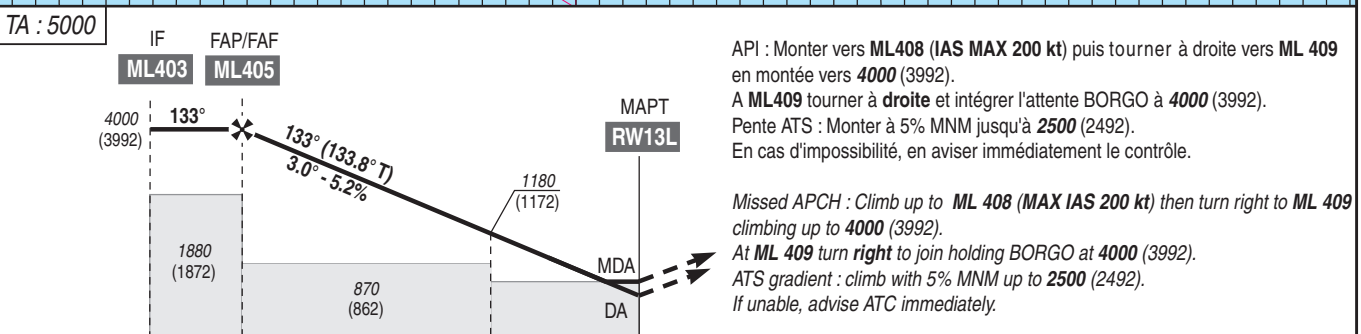 TA : 5000
IF
FAP/FAF
ML403
ML405
4000
(3992)
133°
133° (133.8° T)
3.0° - 5.2%
1180
(1172)
MAPT
RW13L
1880
(1872)
870
(862)
MDA
DA
API : Monter vers ML408 (IAS MAX 200 kt) puis tourner à droite vers ML 409
en montée vers 4000 (3992).
A ML409 tourner à droite et intégrer l'attente BORGO à 4000 (3992).
Pente ATS : Monter à 5% MNM jusqu'à 2500 (2492).
En cas d'impossibilité, en aviser immédiatement le contrôle.
Missed APCH : Climb up to ML 408 (MAX IAS 200 kt) then turn right to ML 409
climbing up to 4000 (3992).
At ML 409 turn right to join holding BORGO at 4000 (3992).
ATS gradient : climb with 5% MNM up to 2500 (2492).
If unable, advise ATC immediately.